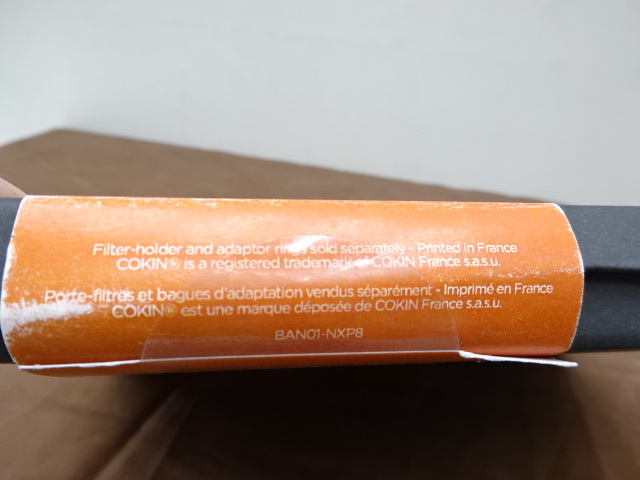 Filter-holder and adaptor rings sold separately - Printed in France
COKIN® is a registered trademark of COKIN France s.a.s.u.
Porte-filtres et bagues d'adaptation vendus séparément - Imprimé en France
COKIN® est une marque déposée de COKIN France s.a.s.u.
BAN01-NXP8